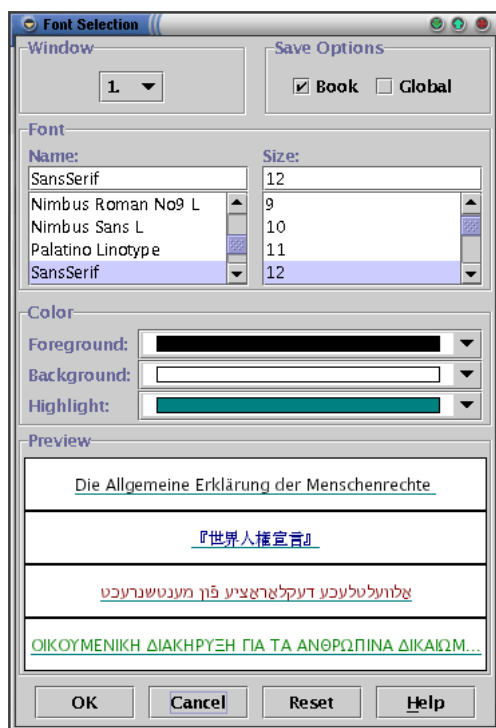 Font Selection
Window
1.
Save Options
Book
Global
Font
Name:
SansSerif
Nimbus Roman No9 L
Nimbus Sans L
Palatino Linotype
SansSerif
Size:
12
9
10
11
12
Color
Foreground:
Background:
Highlight:
Preview
Die Allgemeine Erklärung der Menschenrechte
『世界人権宣言』
אַלװעלטלעכע דעקלאַראַציע פֿון מענטשנרעכט
ΟΙΚΟΥΜΕΝΙΚΗ ΔΙΑΚΗΡΥΞΗ ΓΙΑ ΤΑ ΑΝΘΡΩΠΙΝΑ ΔΙΚΑΙΩΜ...
OK
Cancel
Reset
Help